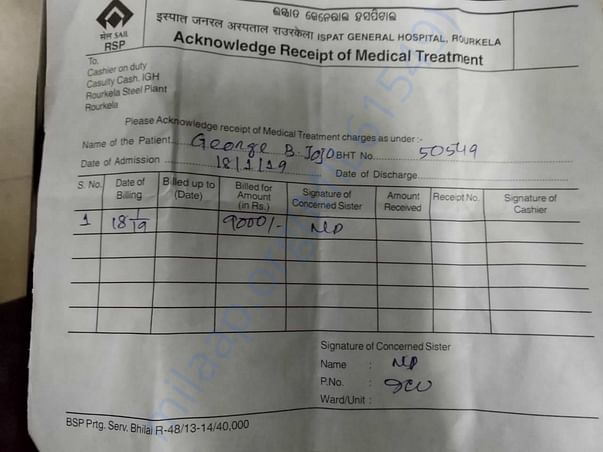 ଇସ୍ପାତ ଜେନେରାଲ ହସପିଟାଲ
इस्पात जनरल अस्पताल राउरकेला ISPAT GENERAL HOSPITAL, ROURKELA
सेल SAIL
RSP
Acknowledge Receipt of Medical Treatment
To,
Cashier on duty
Casulty Cash. IGH
Rourkela Steel Plant
Rourkela
Please Acknowledge receipt of Medical Treatment charges as under :-
Name of the Patient George B. Jojo BHT No. 50549
Date of Admission 18/1/19 Date of Discharge
S. No. Date of Billing Billed up to (Date) Billed for Amount (in Rs.) Signature of Concerned Sister Amount Received Receipt No. Signature of Cashier
1 18/1/19 9000/-
Signature of Concerned Sister
Name :
P.No. :
Ward/Unit :
BSP Prtg. Serv. Bhilai R-48/13-14/40,000